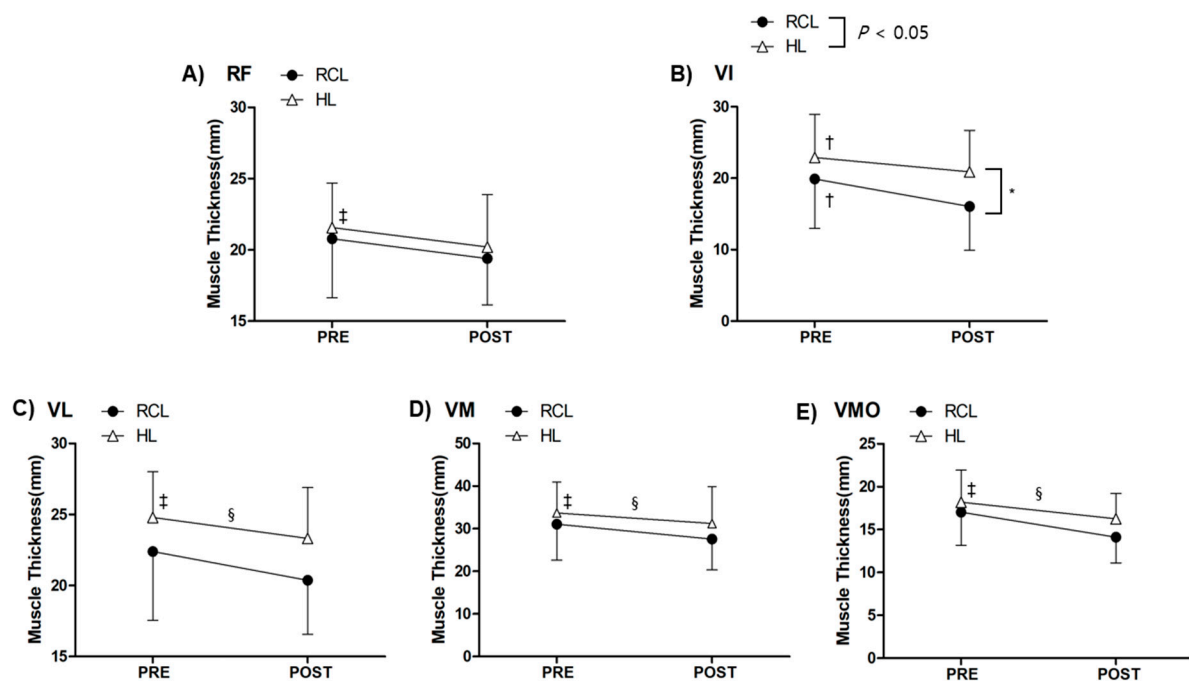 RCL
HL
P < 0.05
A) RF
RCL
HL
Muscle Thickness(mm)
30
25
20
15
‡
PRE
POST
B) VI
Muscle Thickness(mm)
30
20
10
0
†
†
*
PRE
POST
C) VL
RCL
HL
Muscle Thickness(mm)
30
25
20
15
‡
§
PRE
POST
D) VM
RCL
HL
Muscle Thickness(mm)
50
40
30
20
10
0
‡
§
PRE
POST
E) VMO
RCL
HL
Muscle Thickness(mm)
25
20
15
10
5
0
‡
§
PRE
POST